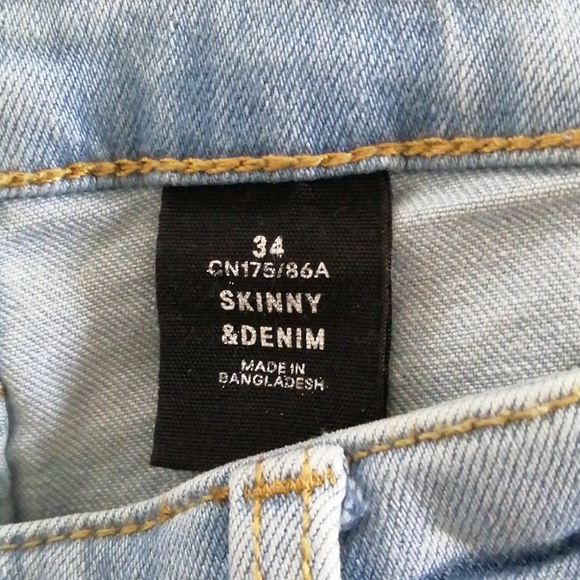 34
CN175/86A
SKINNY
&DENIM
MADE IN
BANGLADESH